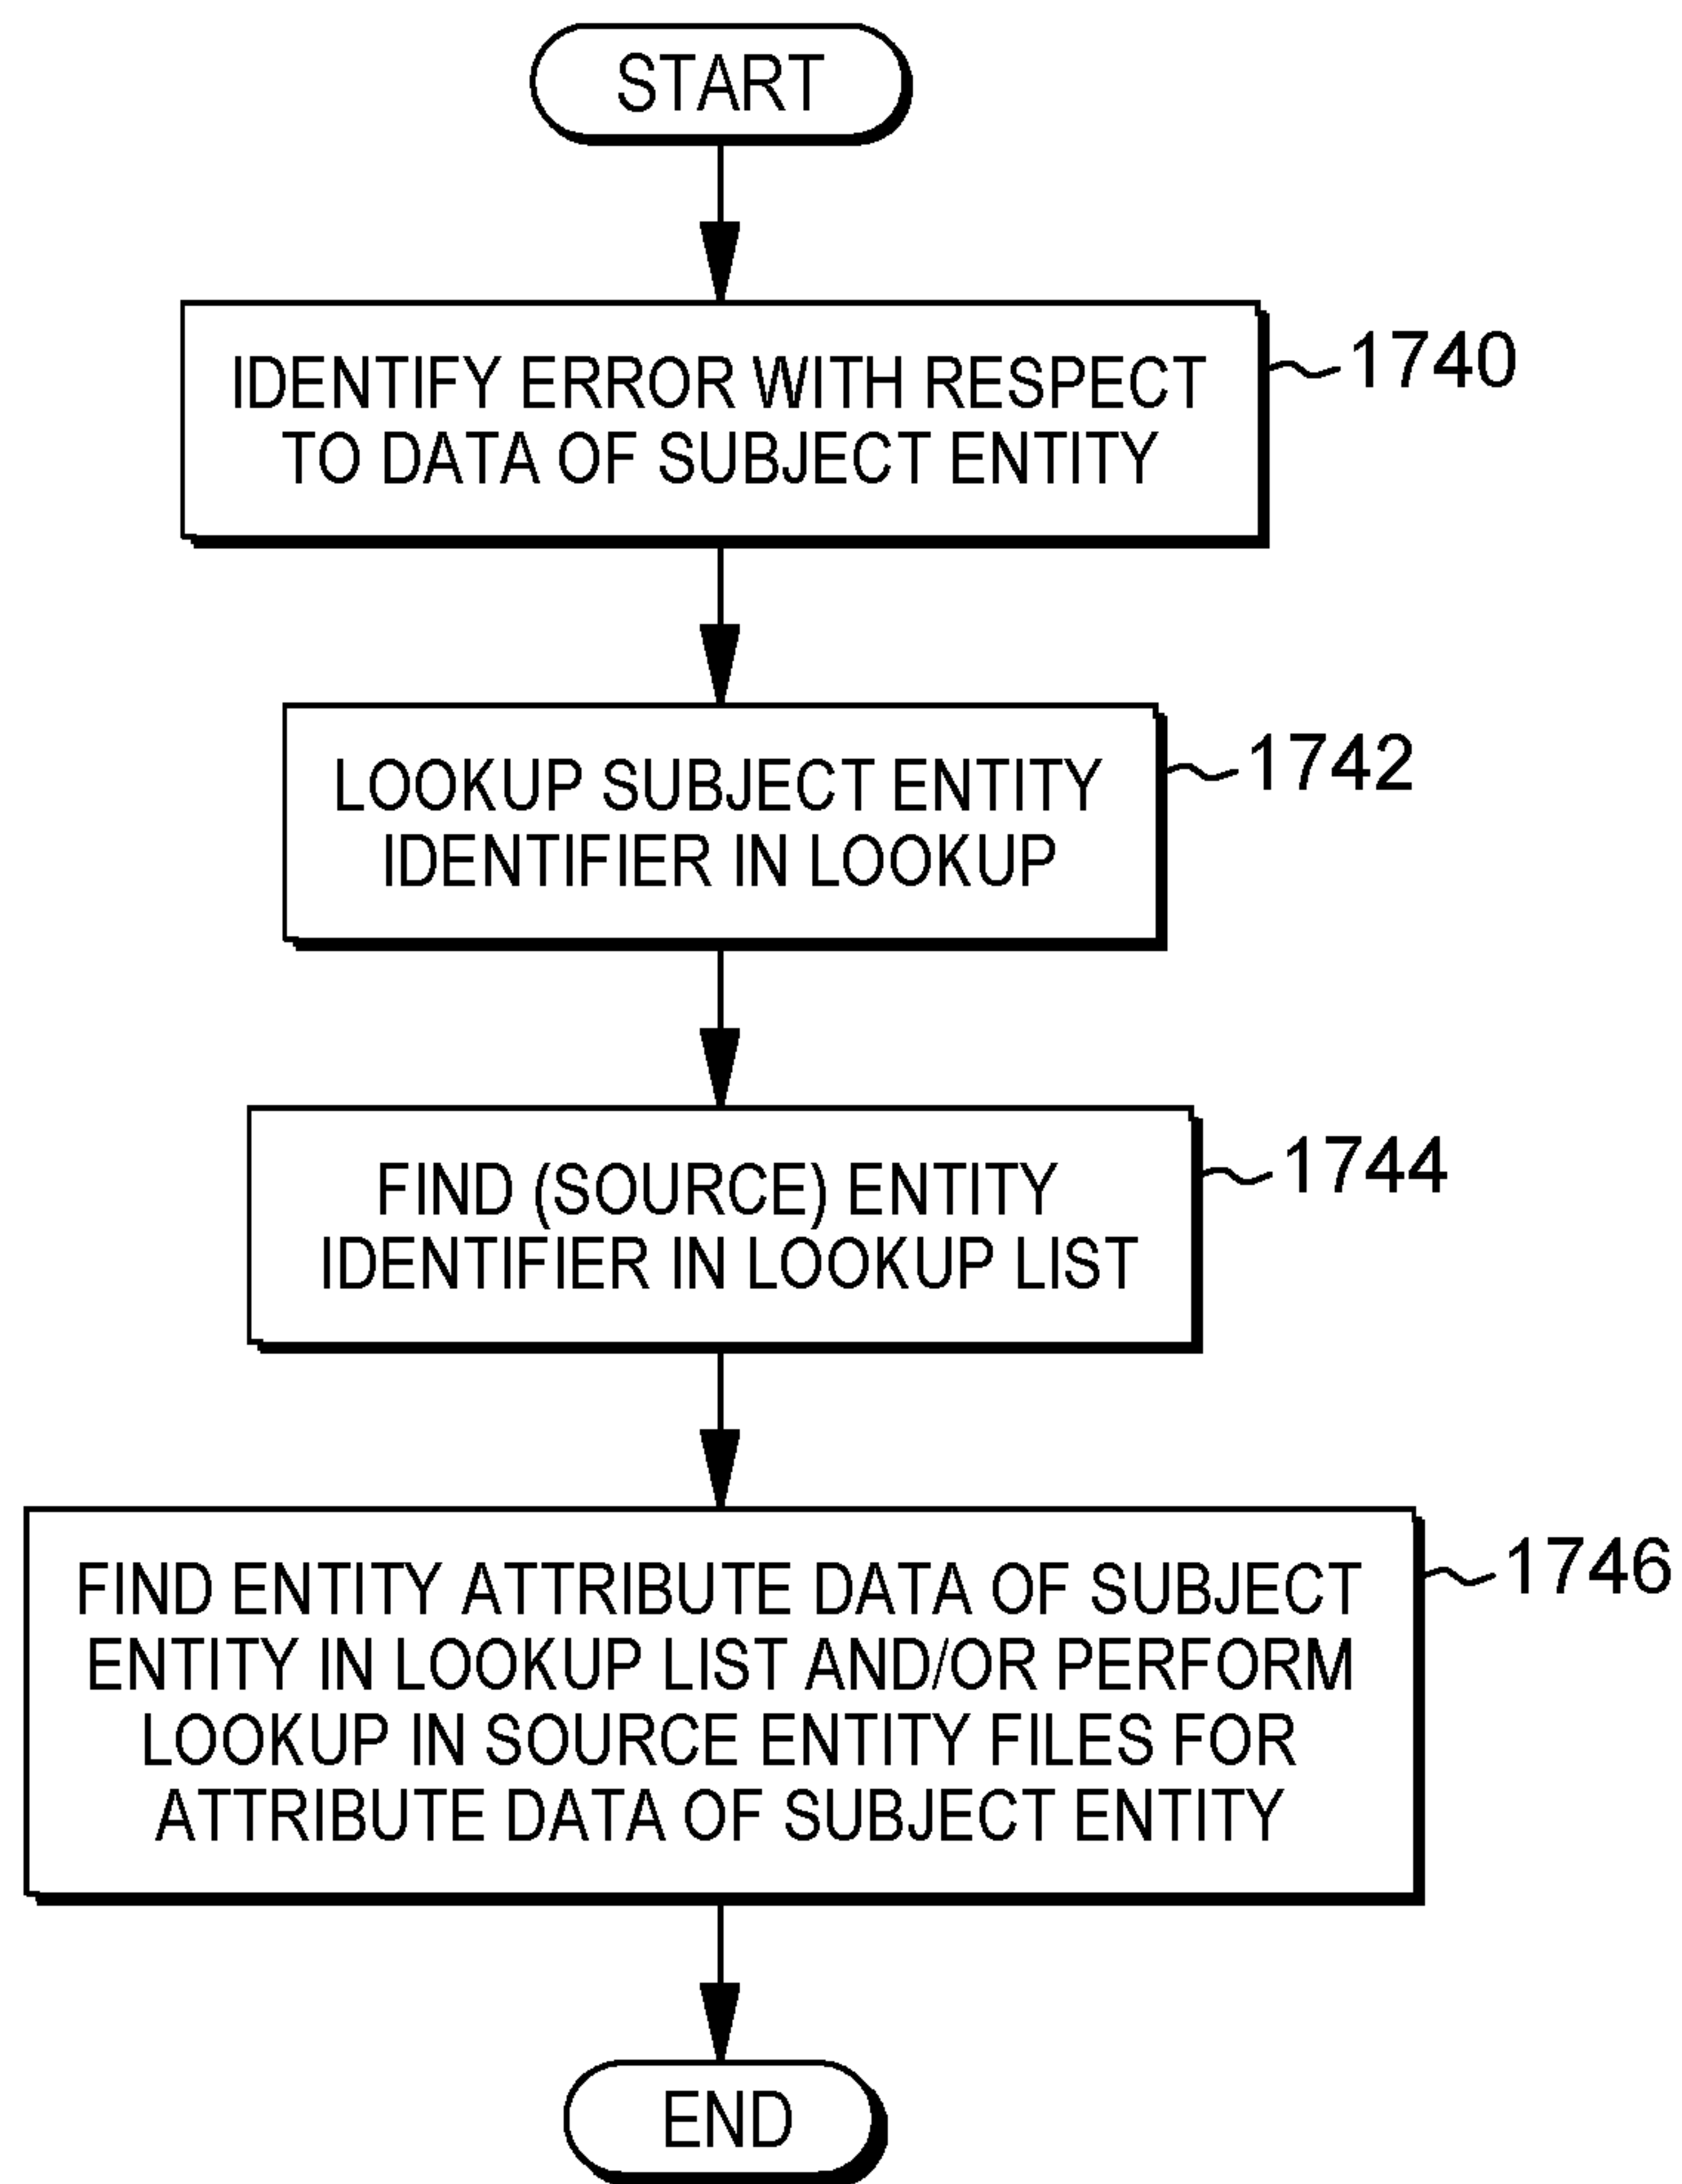 START
IDENTIFY ERROR WITH RESPECT
TO DATA OF SUBJECT ENTITY
1740
LOOKUP SUBJECT ENTITY
IDENTIFIER IN LOOKUP
1742
FIND (SOURCE) ENTITY
IDENTIFIER IN LOOKUP LIST
1744
FIND ENTITY ATTRIBUTE DATA OF SUBJECT
ENTITY IN LOOKUP LIST AND/OR PERFORM
LOOKUP IN SOURCE ENTITY FILES FOR
ATTRIBUTE DATA OF SUBJECT ENTITY
1746
END